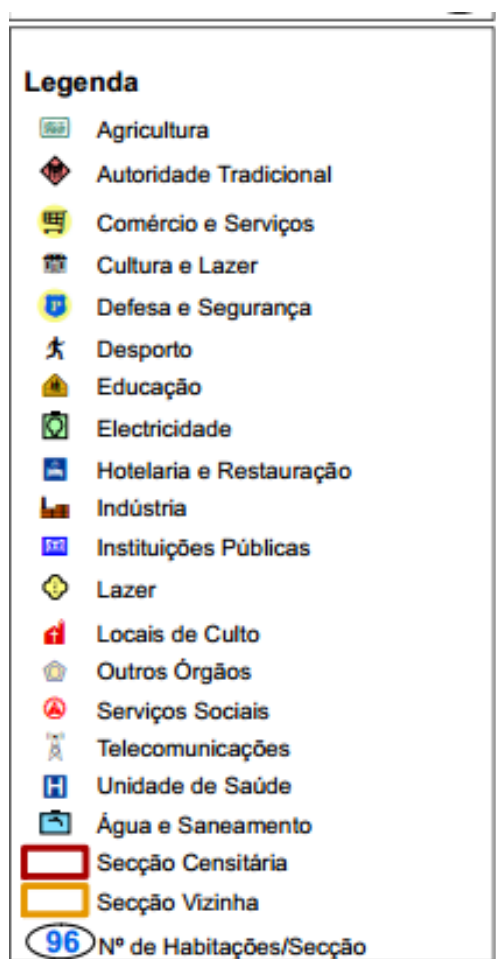 Legenda
Agricultura
Autoridade Tradicional
Comércio e Serviços
Cultura e Lazer
Defesa e Segurança
Desporto
Educação
Electricidade
Hotelaria e Restauração
Indústria
Instituições Públicas
Lazer
Locais de Culto
Outros Órgãos
Serviços Sociais
Telecomunicações
H Unidade de Saúde
Água e Saneamento
Secção Censitária
Secção Vizinha
96 Nº de Habitações/Secção